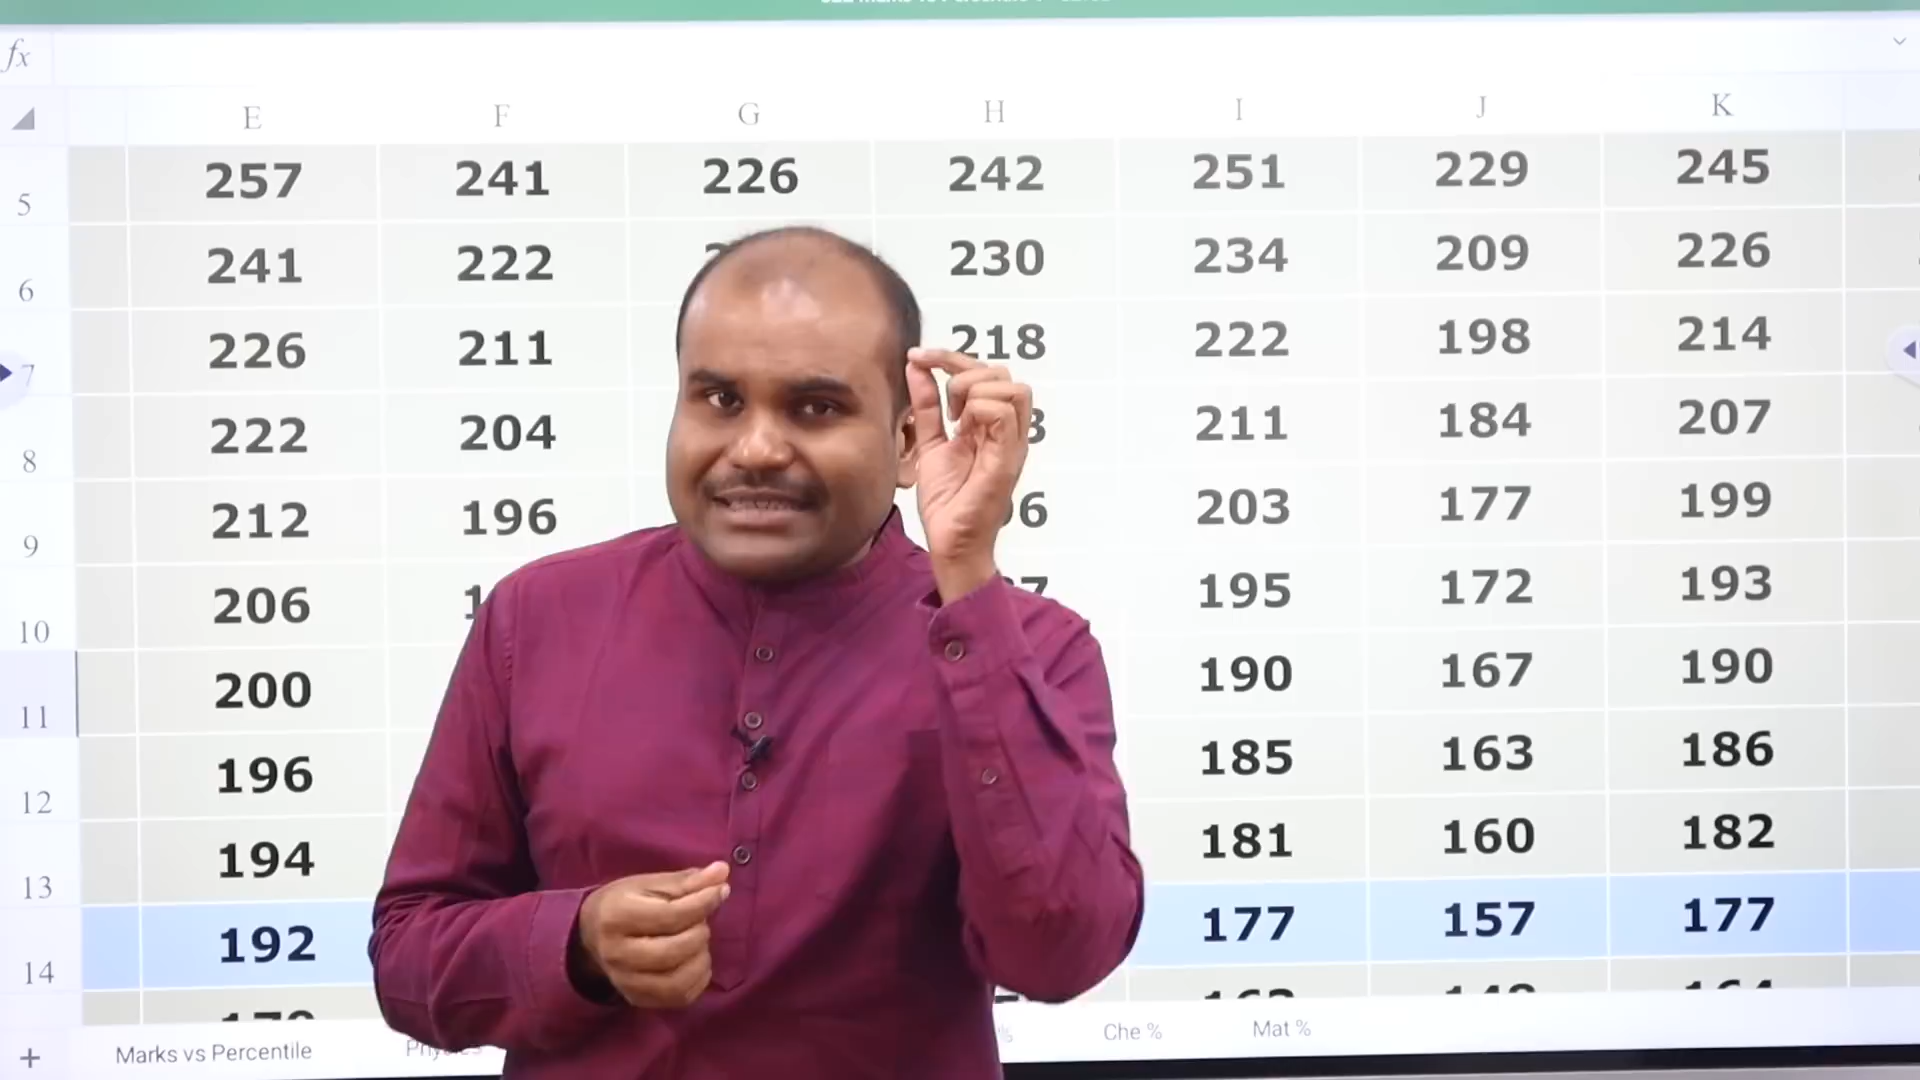 fx
E F G H I J K
5 257 241 226 242 251 229 245
6 241 222 230 234 209 226
7 226 211 218 222 198 214
8 222 204 211 184 207
9 212 196 203 177 199
10 206 195 172 193
11 200 190 167 190
12 196 185 163 186
13 194 181 160 182
14 192 177 157 177
+ Marks vs Percentile Physics % Che % Mat %